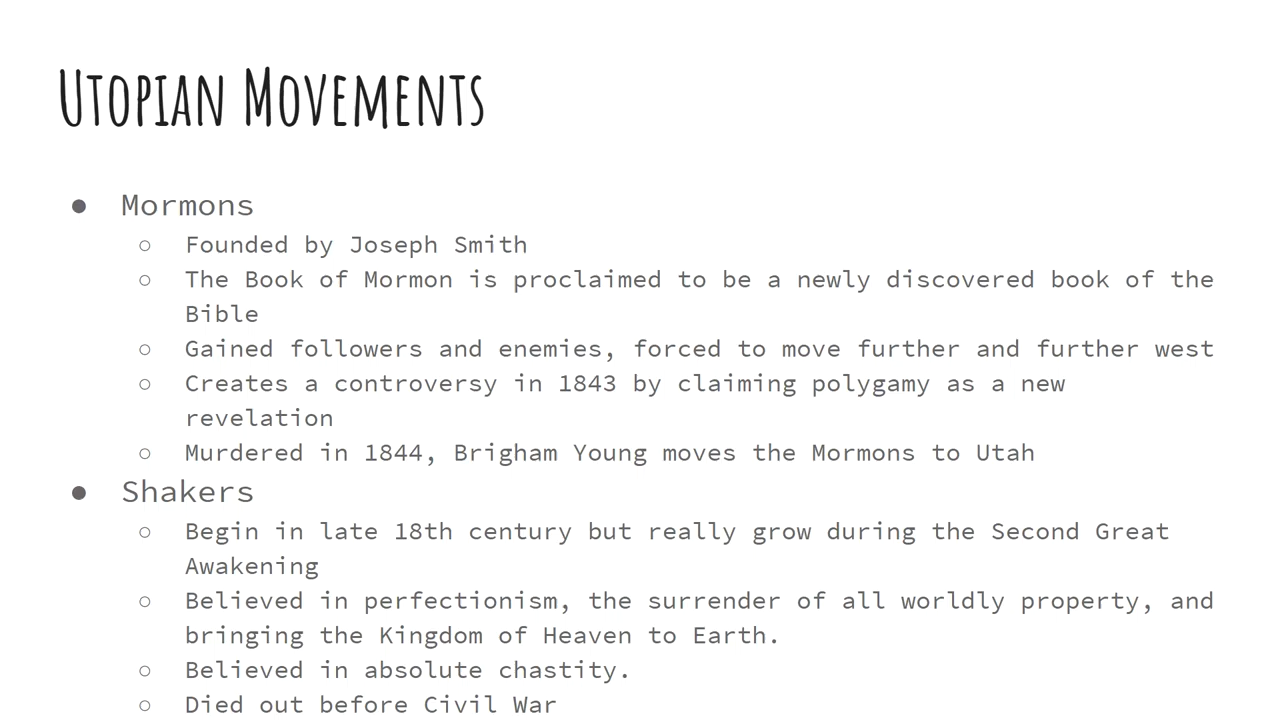 Utopian Movements
● Mormons
○ Founded by Joseph Smith
○ The Book of Mormon is proclaimed to be a newly discovered book of the
Bible
○ Gained followers and enemies, forced to move further and further west
○ Creates a controversy in 1843 by claiming polygamy as a new
revelation
○ Murdered in 1844, Brigham Young moves the Mormons to Utah
● Shakers
○ Begin in late 18th century but really grow during the Second Great
Awakening
○ Believed in perfectionism, the surrender of all worldly property, and
bringing the Kingdom of Heaven to Earth.
○ Believed in absolute chastity.
○ Died out before Civil War